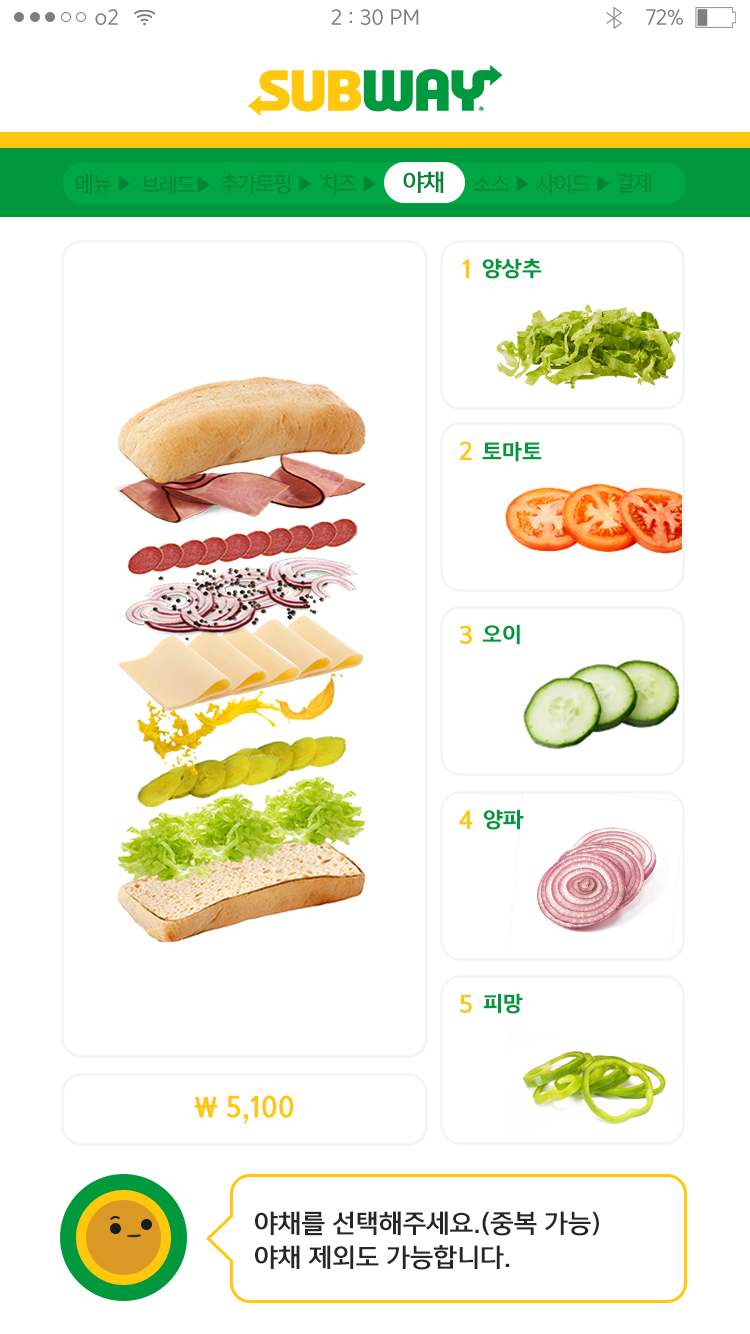 o2 2 : 30 PM 72%
SUBWAY
메뉴 ▶ 브레드 ▶ 추가토핑 ▶ 치즈 ▶ 야채 소스 ▶ 사이드 ▶ 결제
1 양상추
2 토마토
3 오이
4 양파
5 피망
₩ 5,100
야채를 선택해주세요.(중복 가능)
야채 제외도 가능합니다.